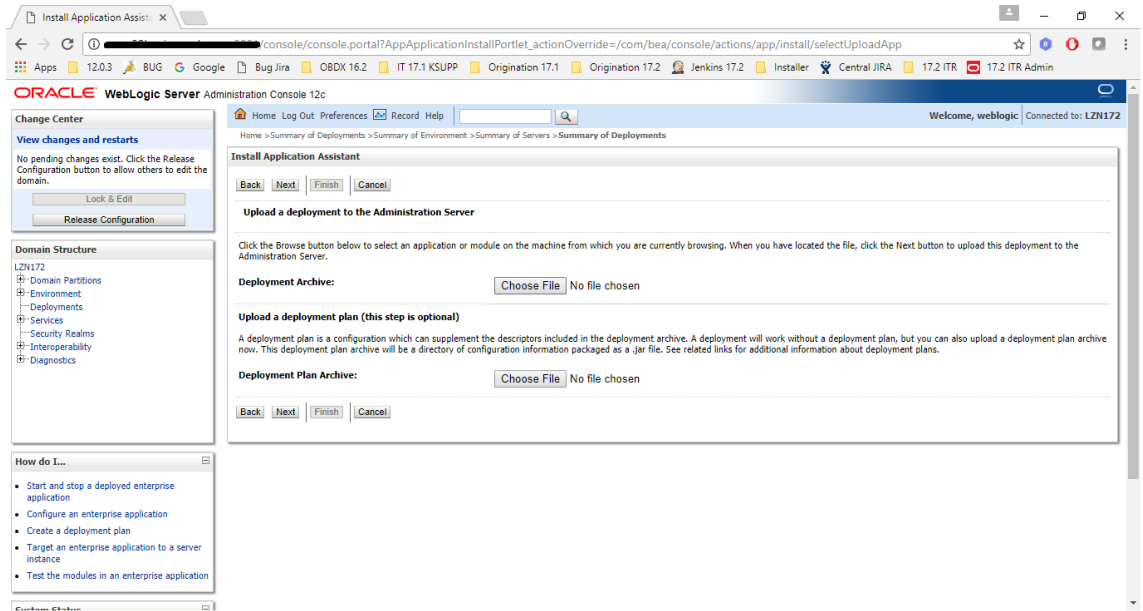 Install Application Assista
/console/console.portal?AppApplicationInstallPortlet_actionOverride=/com/bea/console/actions/app/install/selectUploadApp
Apps 12.0.3 BUG Google Bug Jira OBDX 16.2 IT 17.1 KSUPP Origination 17.1 Origination 17.2 Jenkins 17.2 Installer Central JIRA 17.2 ITR 17.2 ITR Admin
ORACLE WebLogic Server Administration Console 12c
Change Center
View changes and restarts
No pending changes exist. Click the Release
Configuration button to allow others to edit the
domain.
Lock & Edit
Release Configuration
Domain Structure
LZN172
Domain Partitions
Environment
Deployments
Services
Security Realms
Interoperability
Diagnostics
How do I...
Start and stop a deployed enterprise
application
Configure an enterprise application
Create a deployment plan
Target an enterprise application to a server
instance
Test the modules in an enterprise application
System Status
Home Log Out Preferences Record Help
Welcome, weblogic Connected to: LZN172
Home >Summary of Deployments >Summary of Environment >Summary of Servers >Summary of Deployments
Install Application Assistant
Back Next Finish Cancel
Upload a deployment to the Administration Server
Click the Browse button below to select an application or module on the machine from which you are currently browsing. When you have located the file, click the Next button to upload this deployment to the
Administration Server.
Deployment Archive: Choose File No file chosen
Upload a deployment plan (this step is optional)
A deployment plan is a configuration which can supplement the descriptors included in the deployment archive. A deployment will work without a deployment plan, but you can also upload a deployment plan archive
now. This deployment plan archive will be a directory of configuration information packaged as a .jar file. See related links for additional information about deployment plans.
Deployment Plan Archive: Choose File No file chosen
Back Next Finish Cancel